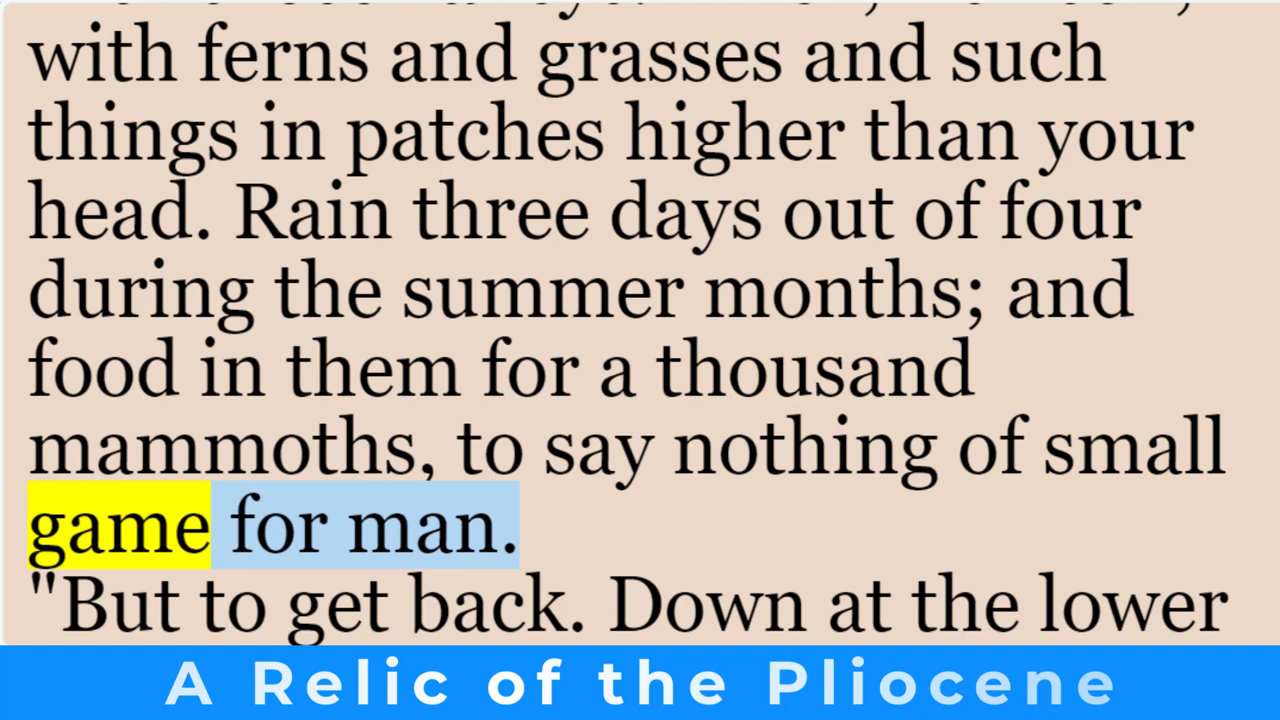 with ferns and grasses and such
things in patches higher than your
head. Rain three days out of four
during the summer months; and
food in them for a thousand
mammoths, to say nothing of small
game for man.
"But to get back. Down at the lower
A Relic of the Pliocene